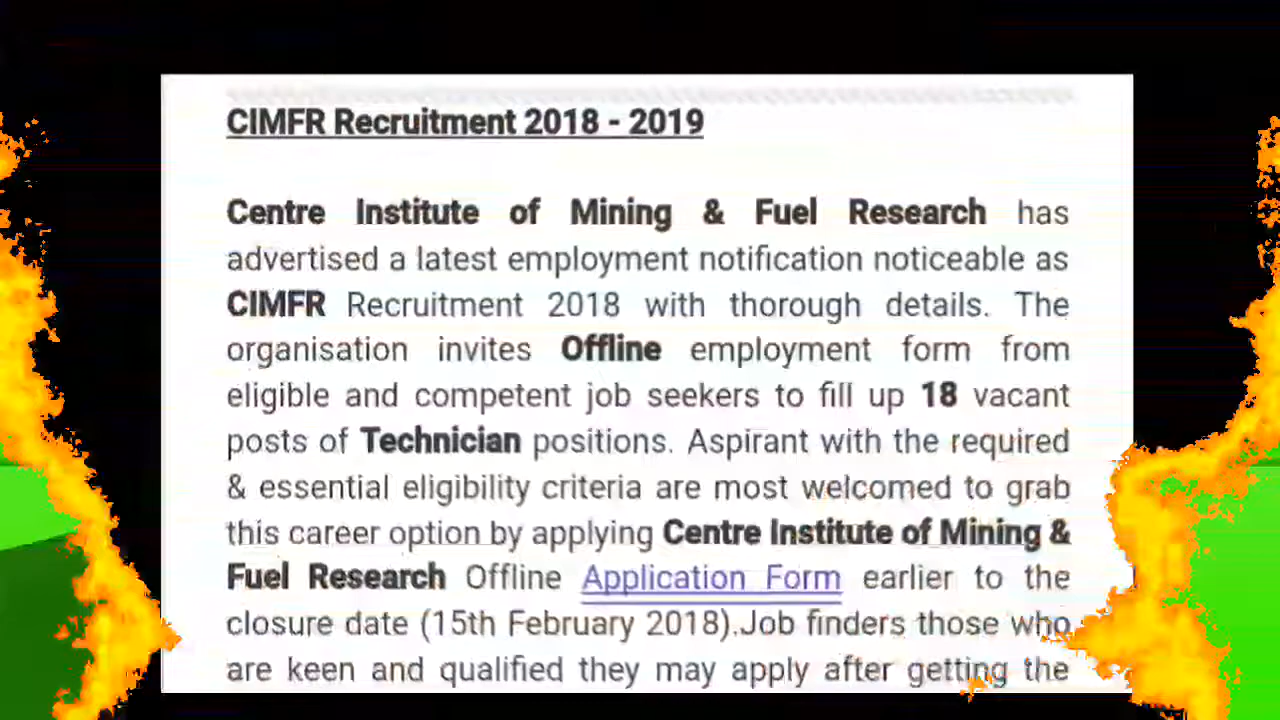 CIMFR Recruitment 2018 - 2019
Centre Institute of Mining & Fuel Research has
advertised a latest employment notification noticeable as
CIMFR Recruitment 2018 with thorough details. The
organisation invites Offline employment form from
eligible and competent job seekers to fill up 18 vacant
posts of Technician positions. Aspirant with the required
& essential eligibility criteria are most welcomed to grab
this career option by applying Centre Institute of Mining &
Fuel Research Offline Application Form earlier to the
closure date (15th February 2018).Job finders those who
are keen and qualified they may apply after getting the